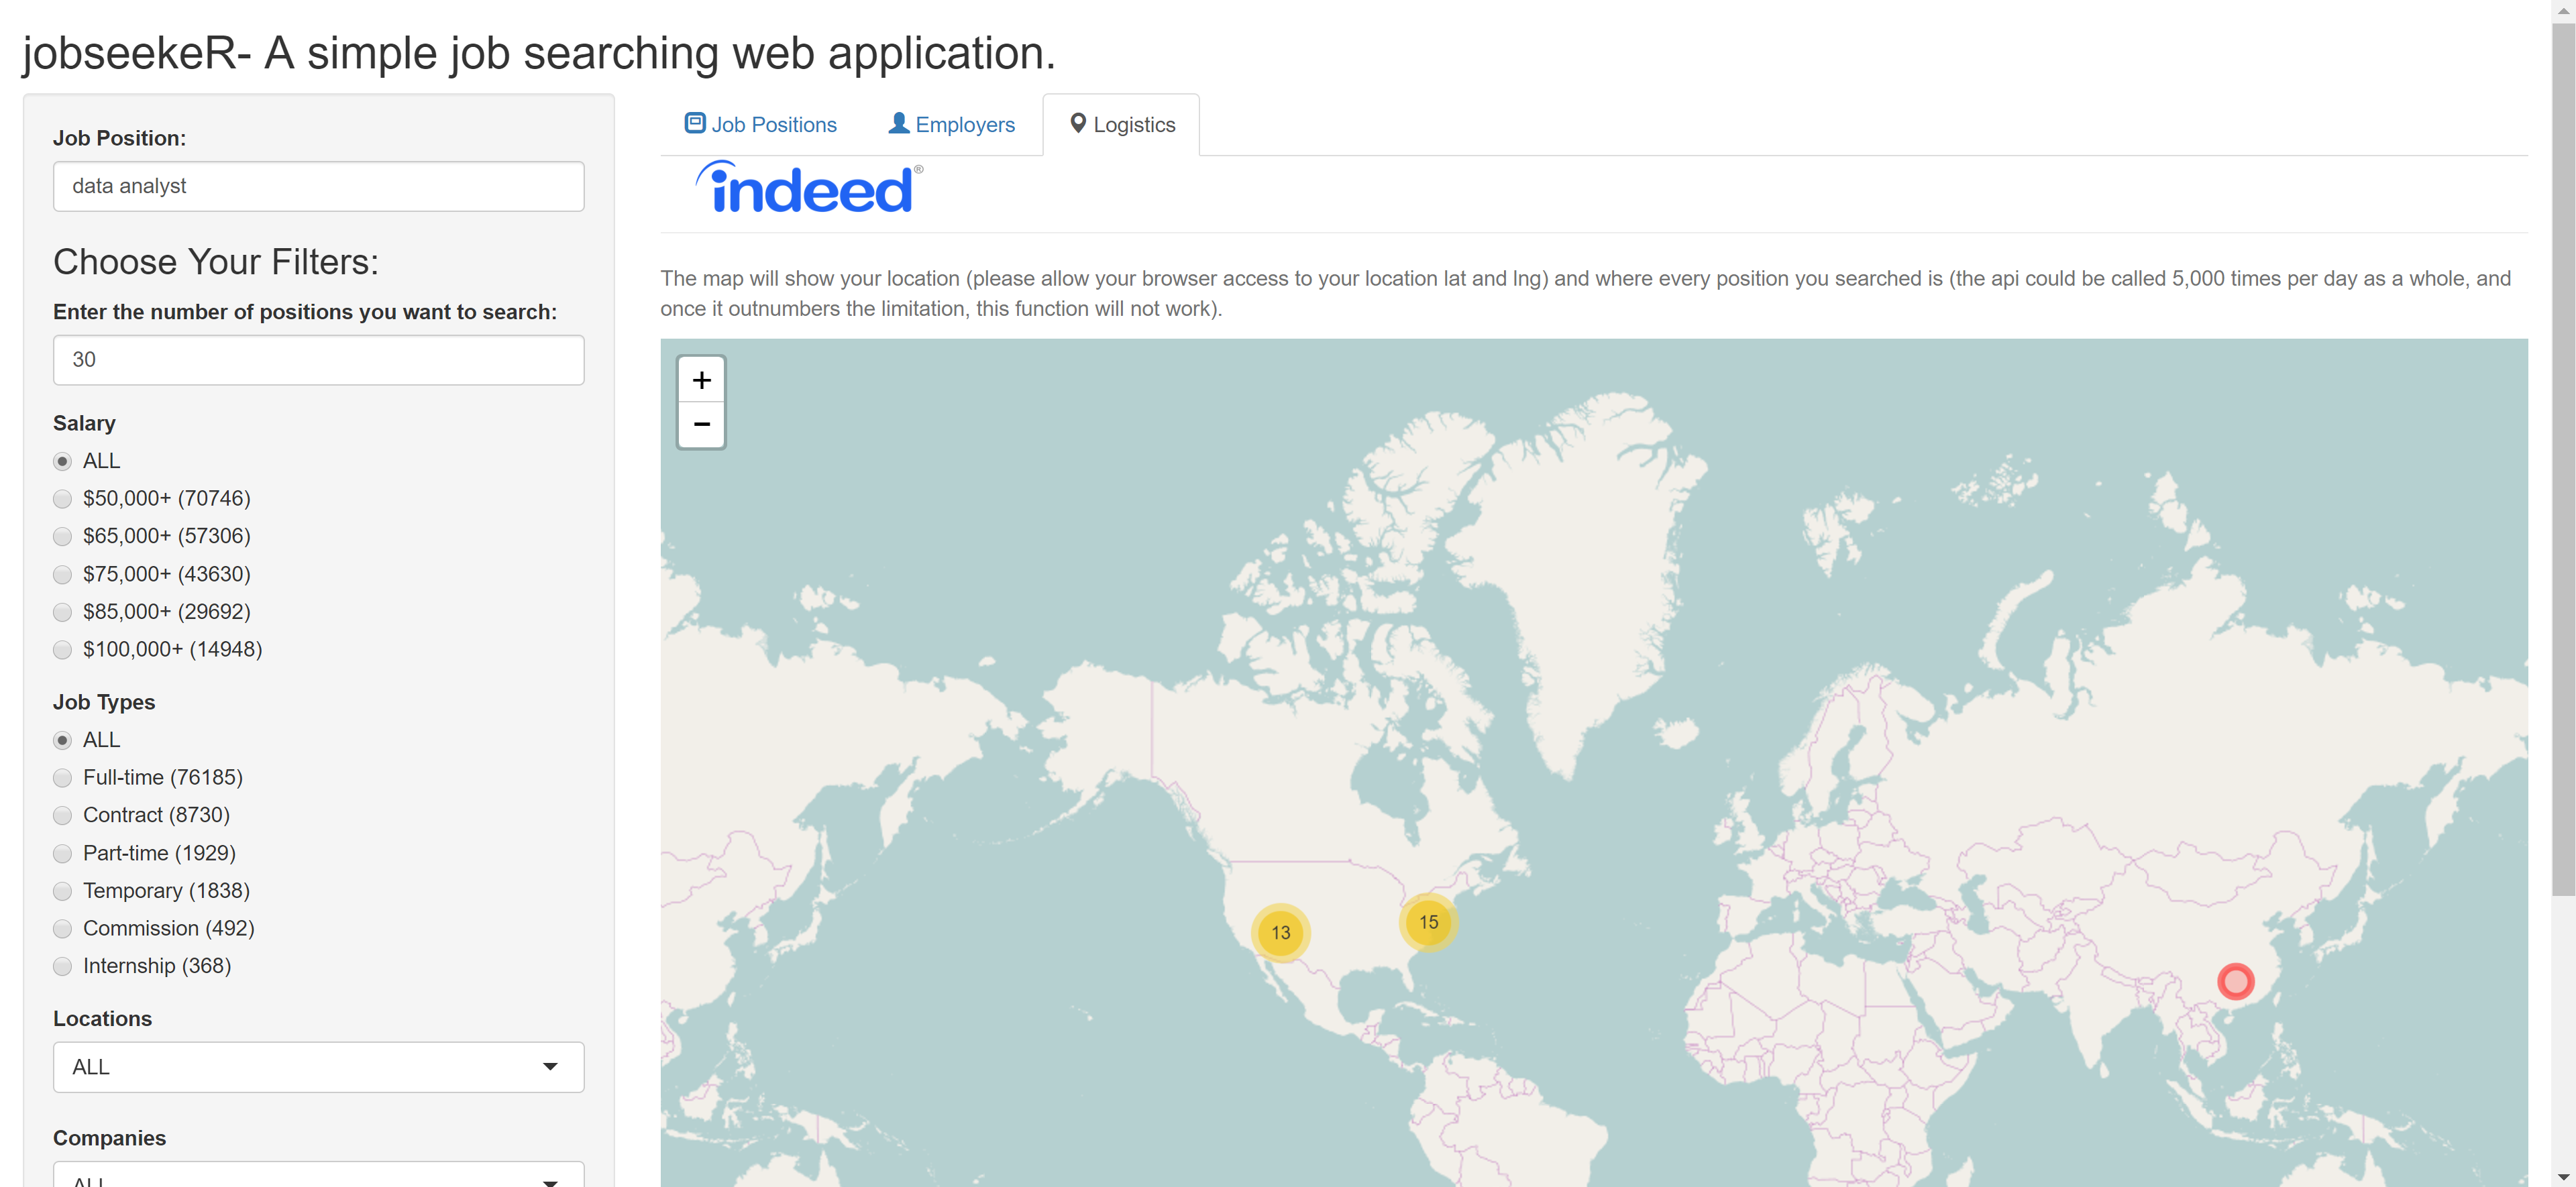 jobseekeR- A simple job searching web application.
Job Position:
data analyst
Choose Your Filters:
Enter the number of positions you want to search:
30
Salary
ALL
$50,000+ (70746)
$65,000+ (57306)
$75,000+ (43630)
$85,000+ (29692)
$100,000+ (14948)
Job Types
ALL
Full-time (76185)
Contract (8730)
Part-time (1929)
Temporary (1838)
Commission (492)
Internship (368)
Locations
ALL
Companies
ALL
Job Positions
Employers
Logistics
indeed®
The map will show your location (please allow your browser access to your location lat and lng) and where every position you searched is (the api could be called 5,000 times per day as a whole, and
once it outnumbers the limitation, this function will not work).
+
−
13
15